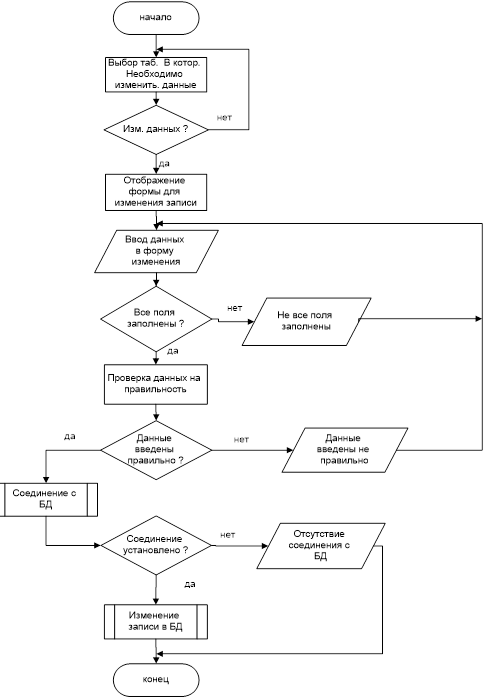 начало
Выбор таб. В котор.
Необходимо
изменить. данные
нет
Изм. данных ?
да
Отображение
формы для
изменения записи
Ввод данных
в форму
изменения
Все поля
заполнены ?
нет
Не все поля
заполнены
да
Проверка данных на
правильность
да
Данные
введены
правильно ?
нет
Данные
введены не
правильно
Соединение с
БД
Соединение
установлено ?
нет
Отсутствие
соединения с
БД
да
Изменение
записи в БД
конец